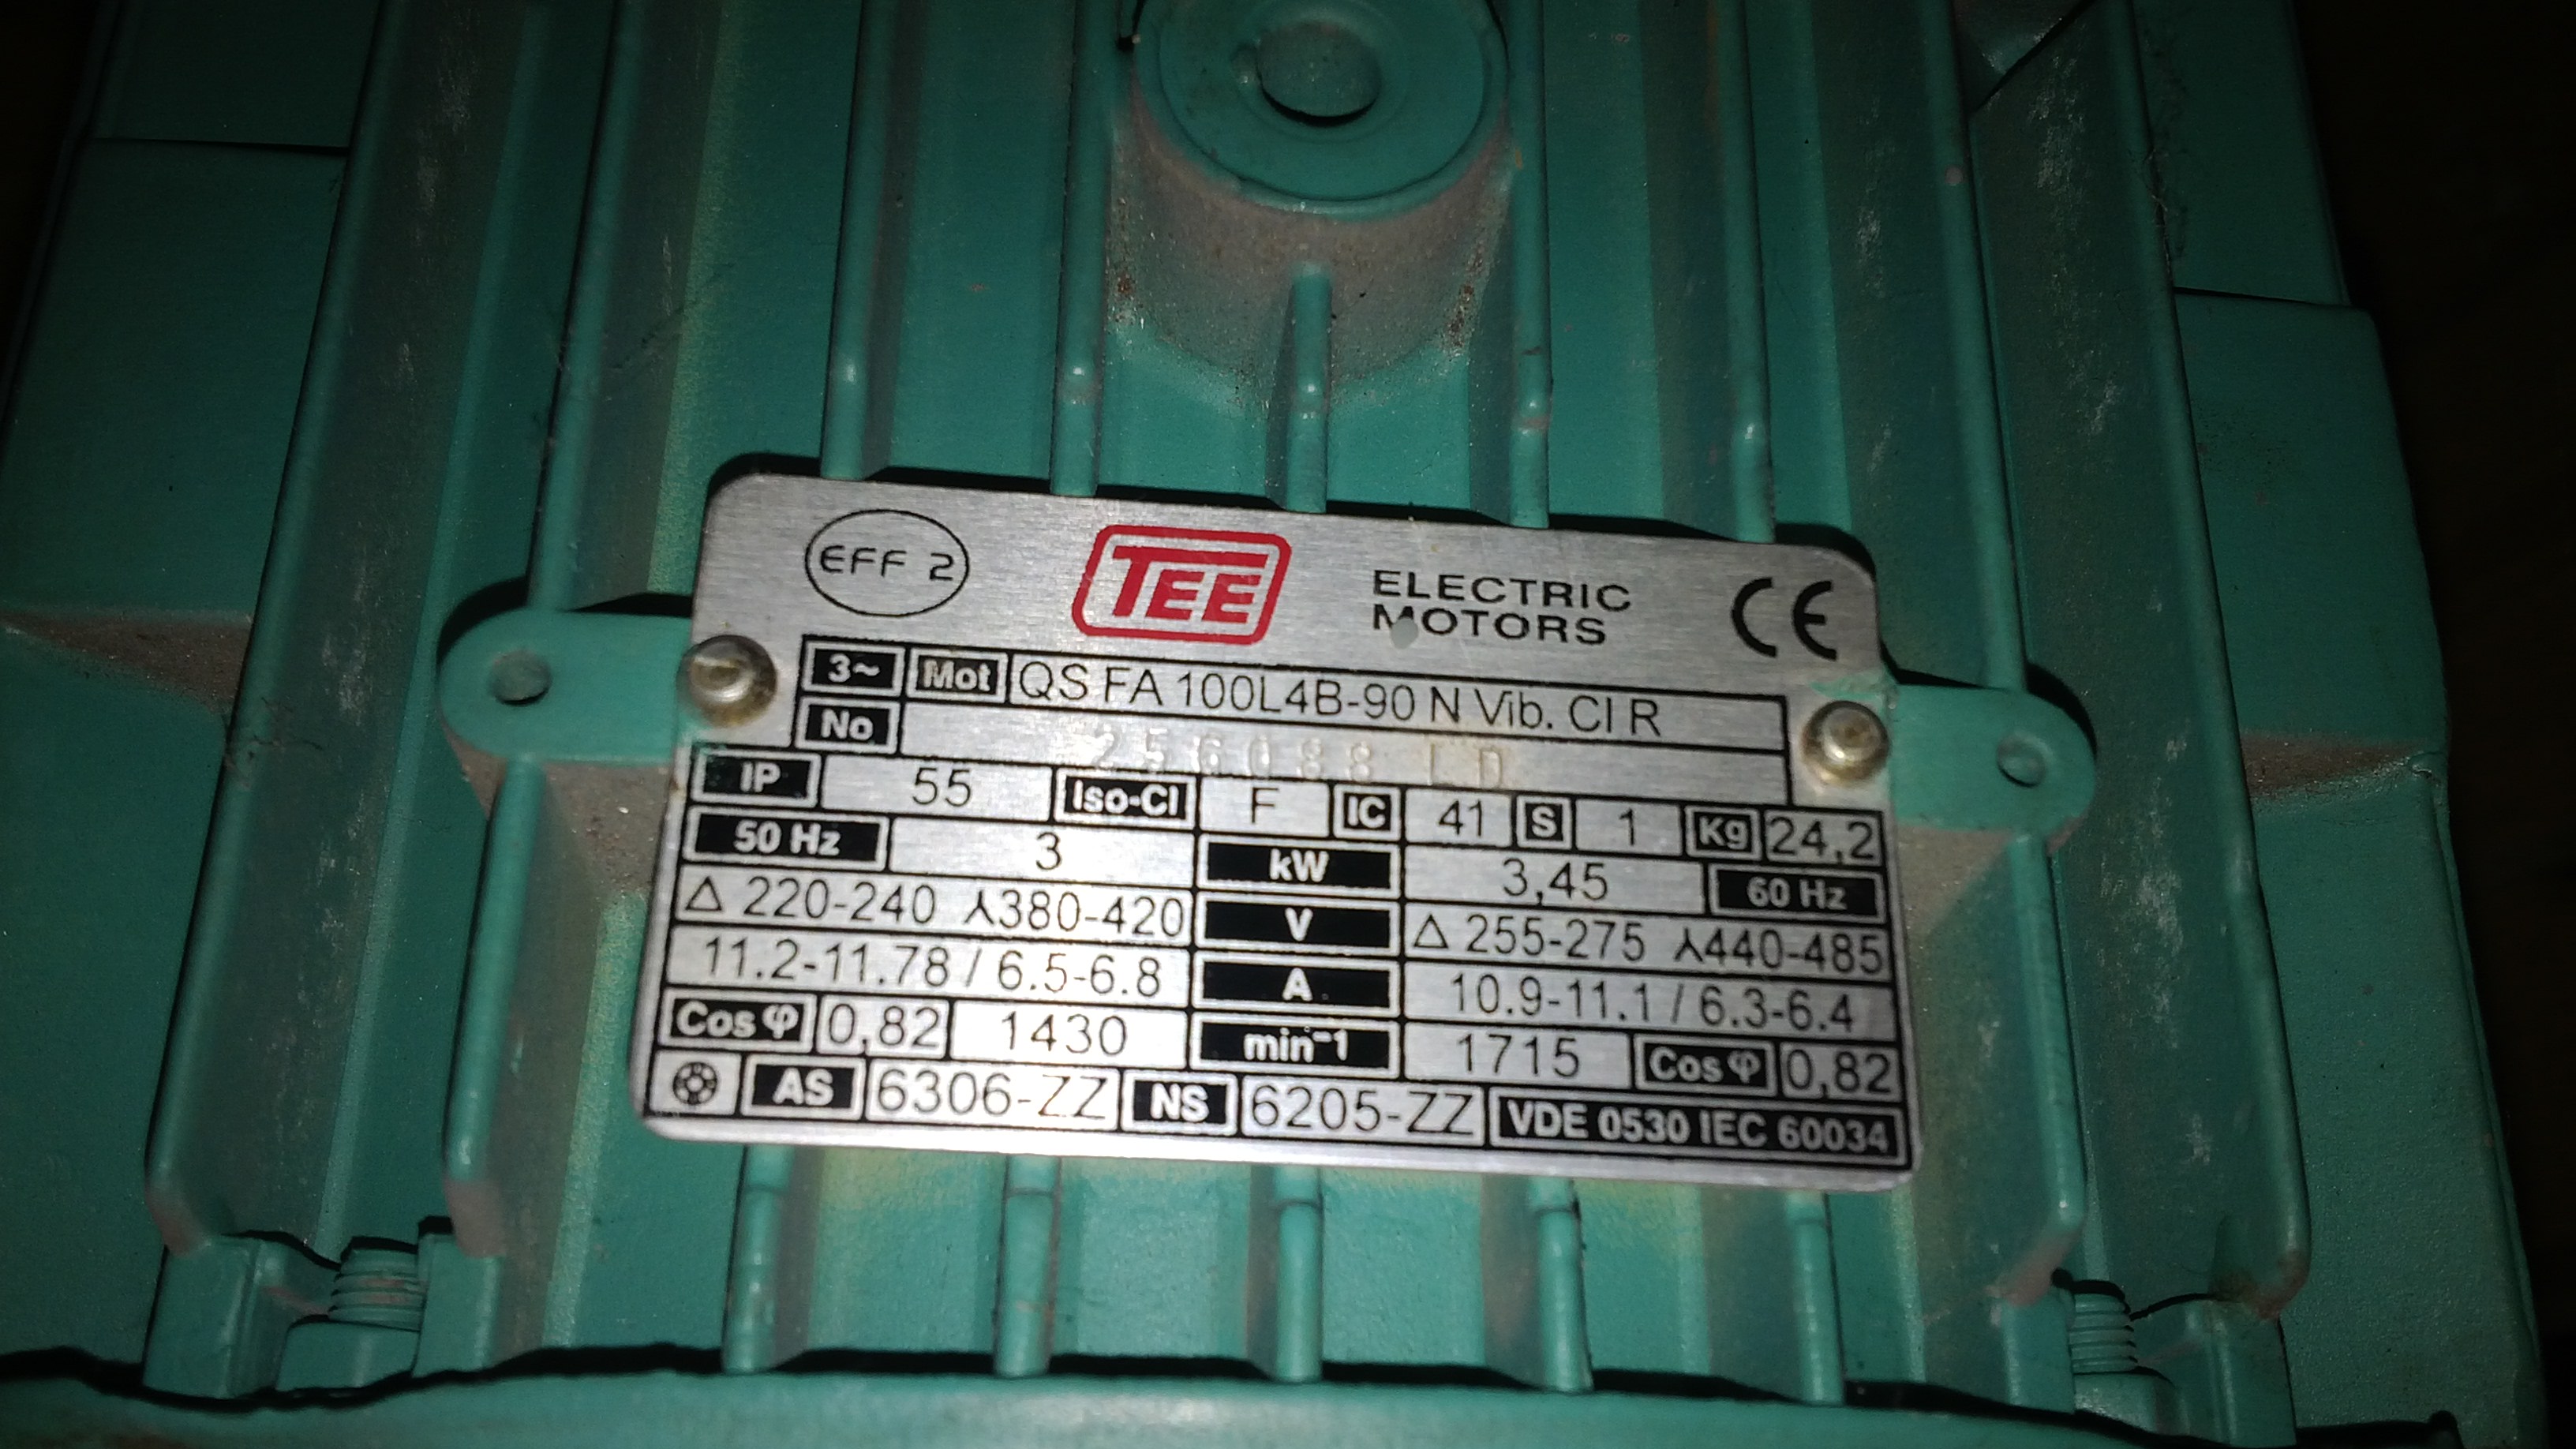 EFF 2 TEE ELECTRIC MOTORS CE
3~ Mot QS FA 100L4B-90 N Vib. Cl R
No 256088 LD
IP 55 Iso-Cl F IC 41 S 1 Kg 24,2
50 Hz 3 kW 3,45 60 Hz
Δ 220-240 ⅄380-420 V Δ 255-275 ⅄440-485
11.2-11.78 / 6.5-6.8 A 10.9-11.1 / 6.3-6.4
Cos φ 0,82 1430 min⁻¹ 1715 Cos φ 0,82
AS 6306-ZZ NS 6205-ZZ VDE 0530 IEC 60034